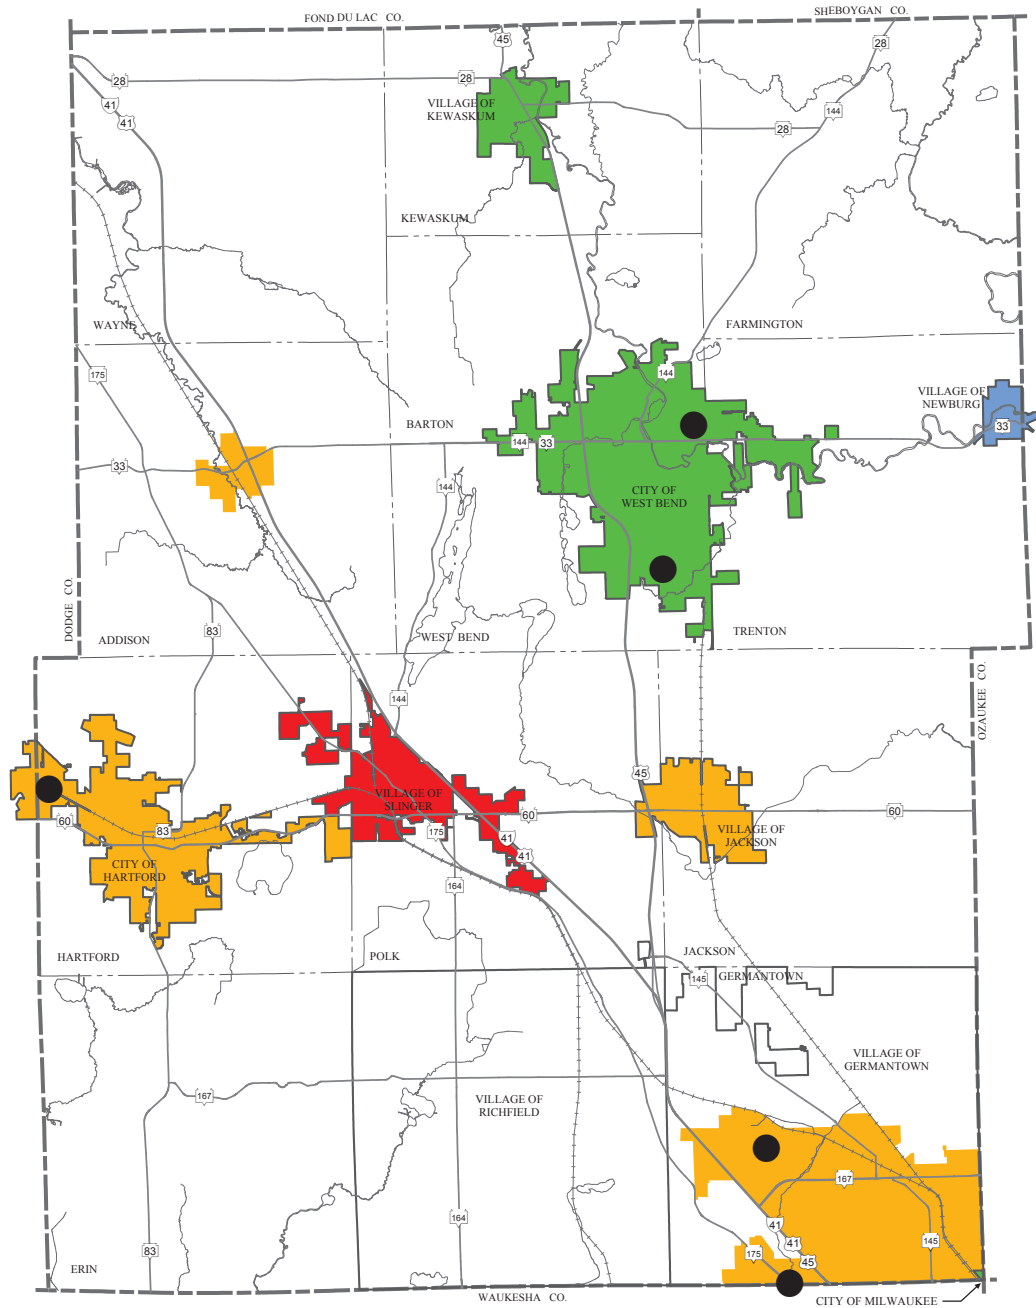 FOND DU LAC CO.
SHEBOYGAN CO.
45
28
28
28
41
41
VILLAGE OF
KEWASKUM
144
28
KEWASKUM
WAYNE
FARMINGTON
175
144
VILLAGE OF
NEWBURG
33
BARTON
144
33
33
144
CITY OF
WEST BEND
DODGE CO.
83
ADDISON
WEST BEND
TRENTON
144
OZAUKEE CO.
45
VILLAGE OF
SLINGER
60
83
175
60
60
41
41
VILLAGE OF
JACKSON
CITY OF
HARTFORD
164
HARTFORD
POLK
JACKSON
GERMANTOWN
145
VILLAGE OF
GERMANTOWN
167
VILLAGE OF
RICHFIELD
167
164
41
41
45
175
145
83
ERIN
WAUKESHA CO.
CITY OF MILWAUKEE